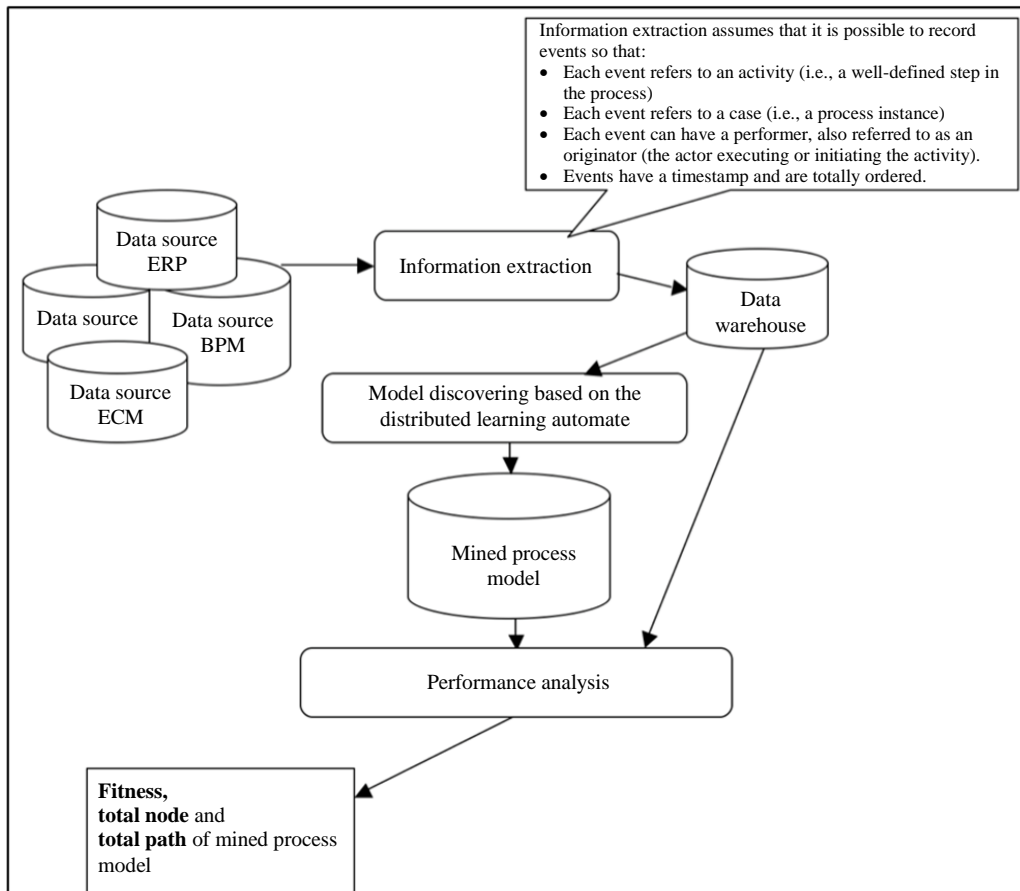 Information extraction assumes that it is possible to record
events so that:
• Each event refers to an activity (i.e., a well-defined step in
the process)
• Each event refers to a case (i.e., a process instance)
• Each event can have a performer, also referred to as an
originator (the actor executing or initiating the activity).
• Events have a timestamp and are totally ordered.
Data source
ERP
Data source
Data source
BPM
Data source
ECM
Information extraction
Data
warehouse
Model discovering based on the
distributed learning automate
Mined process
model
Performance analysis
Fitness,
total node and
total path of mined process
model